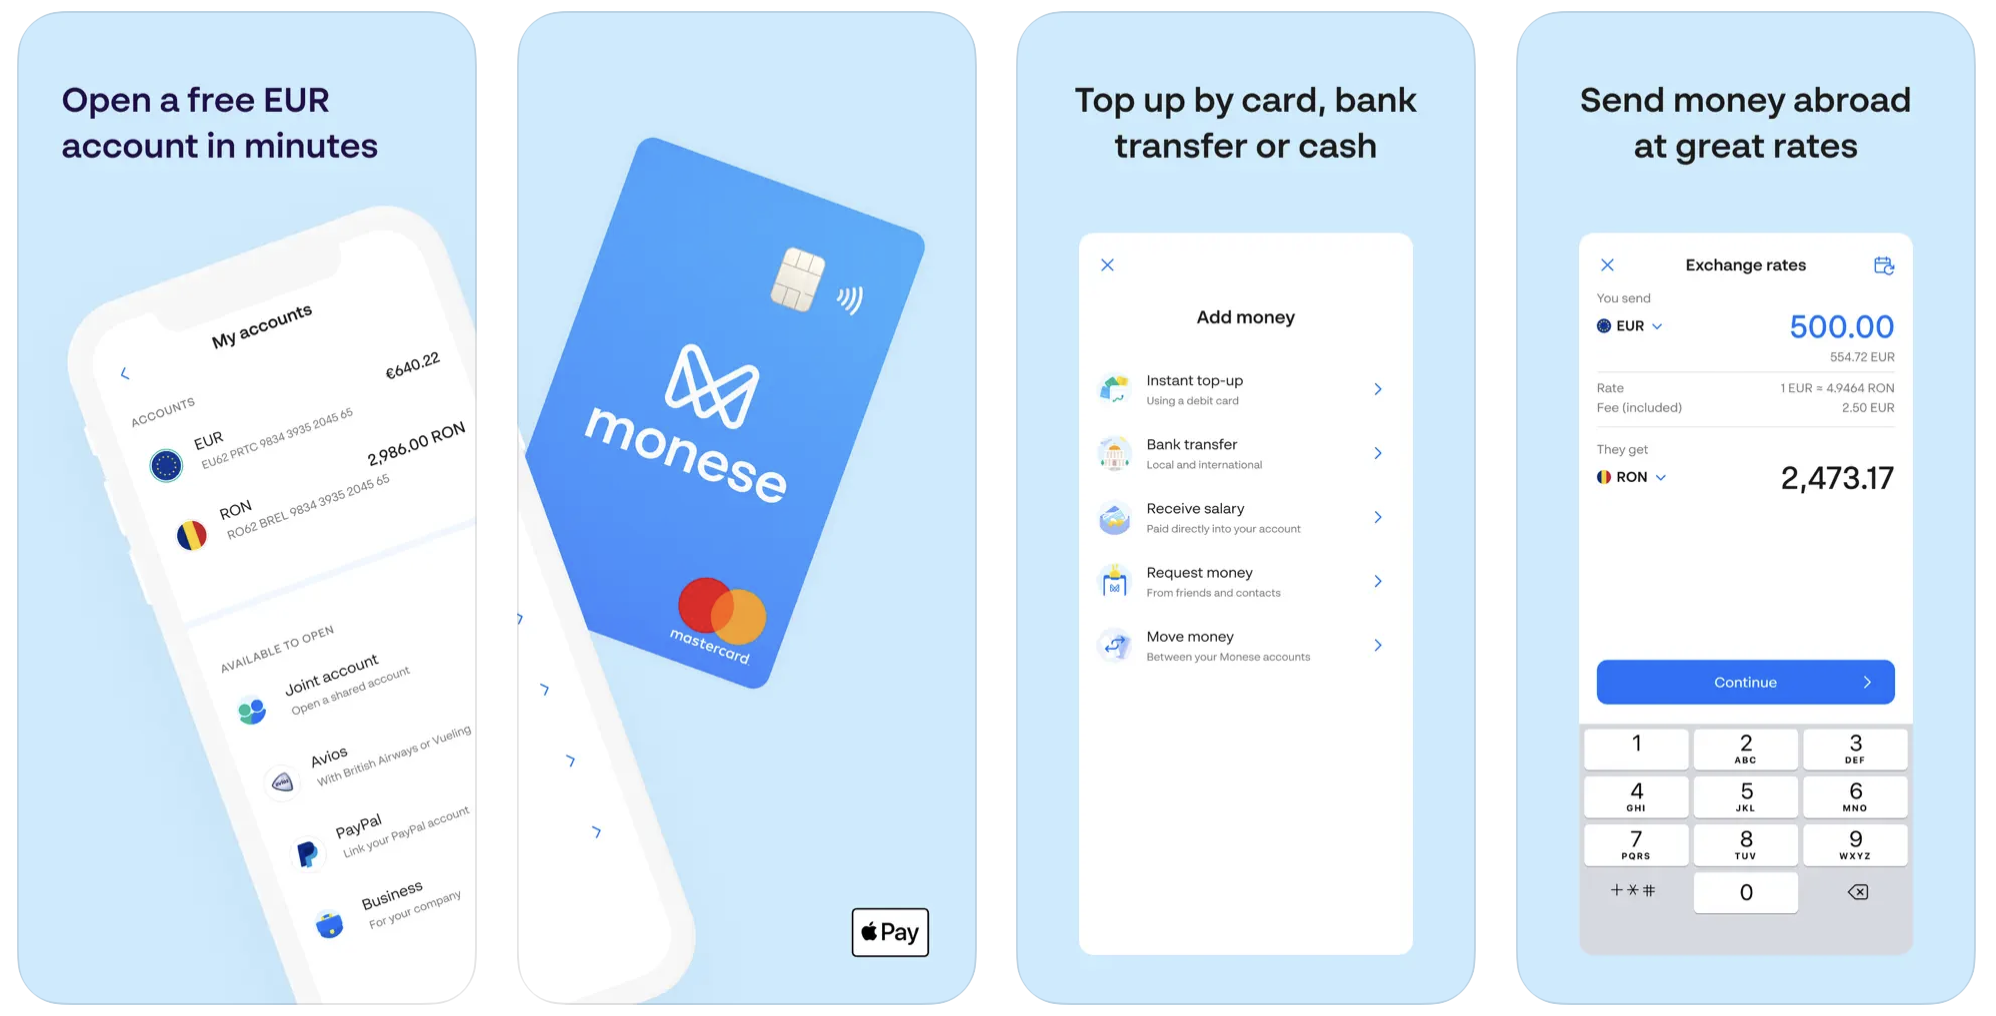 Open a free EUR
account in minutes
My accounts
ACCOUNTS
€640.22
EUR
EU62 PRTC 9834 3935 2045 65
2,986.00 RON
RON
RO62 BREL 9834 3935 2045 65
AVAILABLE TO OPEN
Joint account
Open a shared account
Avios
With British Airways or Vueling
PayPal
Link your PayPal account
Business
For your company
monese
mastercard
Pay
Top up by card, bank
transfer or cash
Add money
Instant top-up
Using a debit card
Bank transfer
Local and international
Receive salary
Paid directly into your account
Request money
From friends and contacts
Move money
Between your Monese accounts
Send money abroad
at great rates
Exchange rates
You send
EUR 500.00
554.72 EUR
Rate 1 EUR = 4.9464 RON
Fee (included) 2.50 EUR
They get
RON 2,473.17
Continue
1 2 3
ABC DEF
4 5 6
GHI JKL MNO
7 8 9
PQRS TUV WXYZ
+*# 0